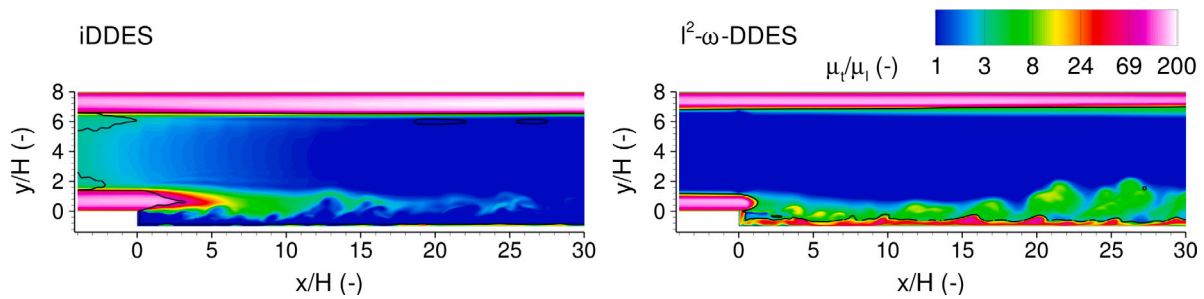 iDDES
l²-ω-DDES
μt/μl (-)
1 3 8 24 69 200
y/H (-)
8
6
4
2
0
0 5 10 15 20 25 30
x/H (-)
y/H (-)
8
6
4
2
0
0 5 10 15 20 25 30
x/H (-)